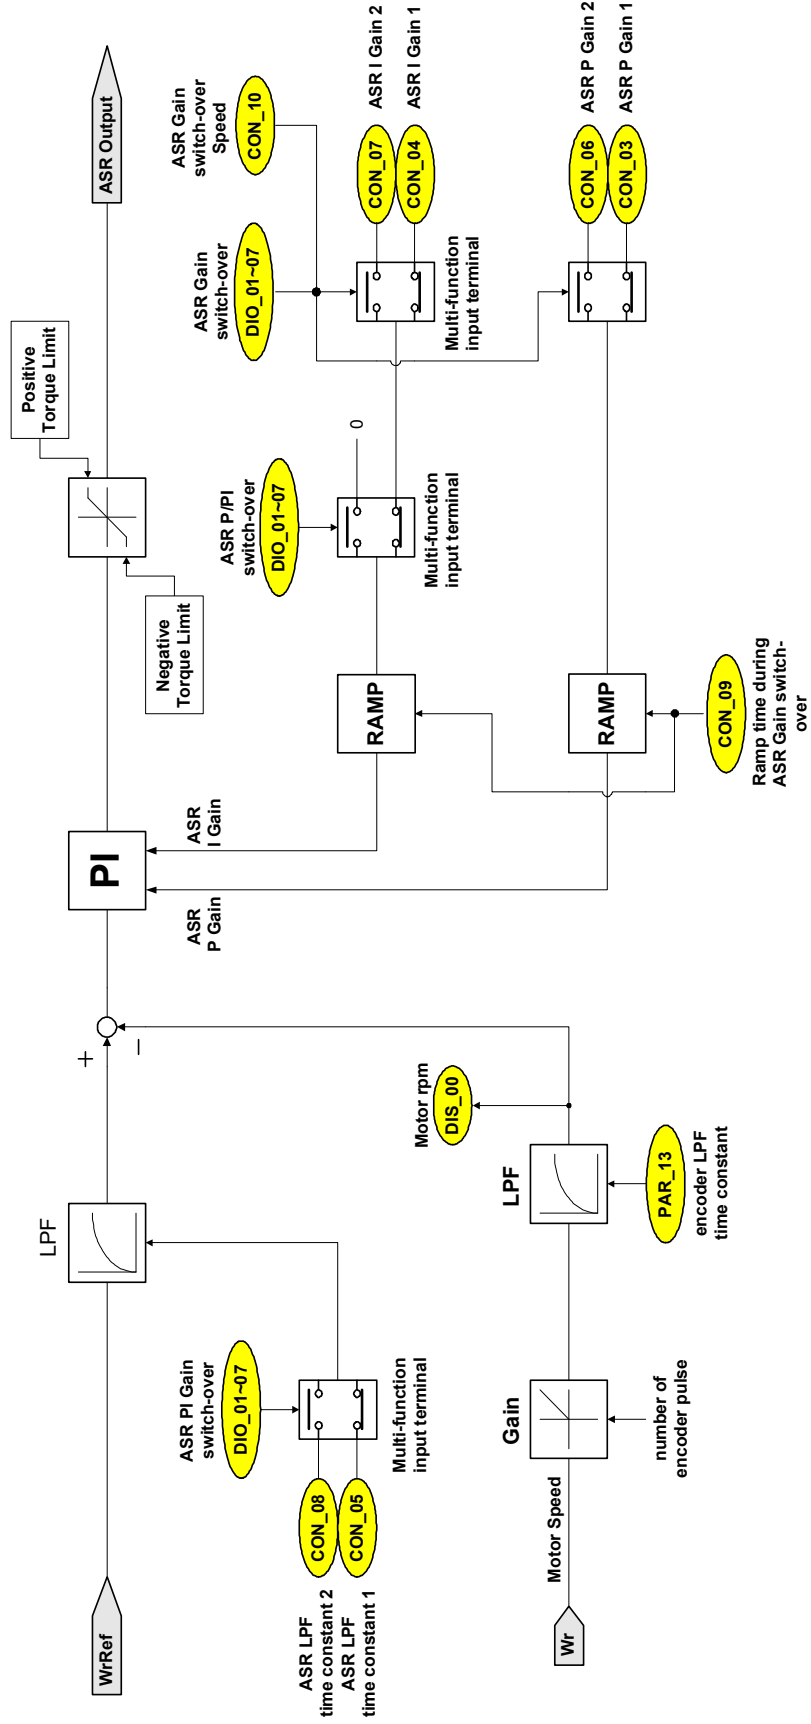 WrRef
LPF
+
−
PI
Positive
Torque Limit
Negative
Torque Limit
ASR Output
ASR PI Gain
switch-over
DIO_01~07
CON_08
CON_05
ASR LPF
time constant 2
ASR LPF
time constant 1
Multi-function
input terminal
ASR
P Gain
ASR
I Gain
RAMP
ASR P/PI
switch-over
DIO_01~07
0
Multi-function
input terminal
ASR Gain
switch-over
DIO_01~07
ASR Gain
switch-over
Speed
CON_10
CON_07
ASR I Gain 2
CON_04
ASR I Gain 1
Multi-function
input terminal
Wr
Motor Speed
Gain
number of
encoder pulse
LPF
PAR_13
encoder LPF
time constant
Motor rpm
DIS_00
RAMP
CON_09
Ramp time during
ASR Gain switch-
over
CON_06
ASR P Gain 2
CON_03
ASR P Gain 1